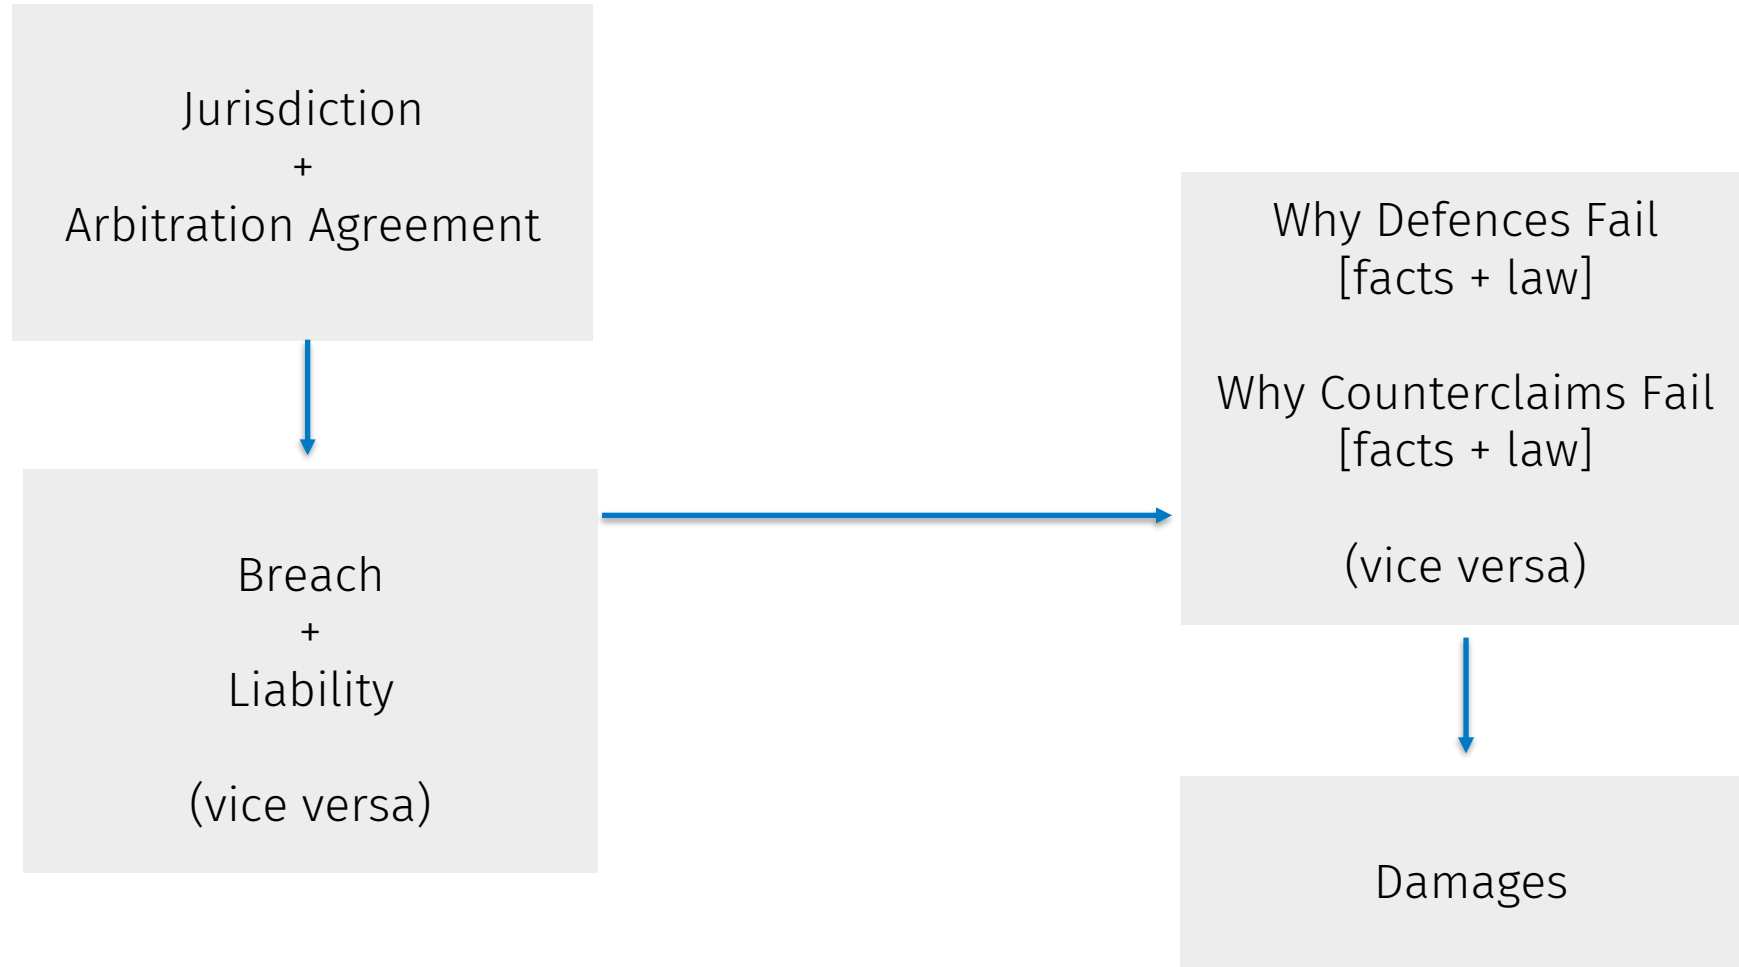 Jurisdiction
+
Arbitration Agreement
Breach
+
Liability
(vice versa)
Why Defences Fail
[facts + law]
Why Counterclaims Fail
[facts + law]
(vice versa)
Damages